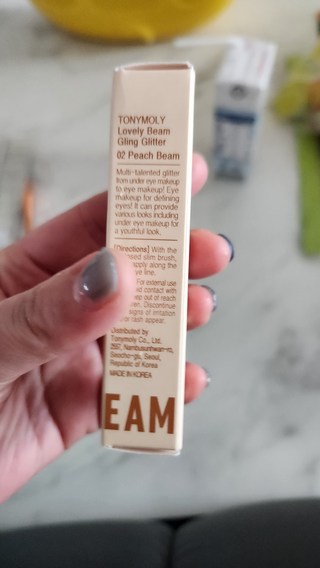 TONYMOLY
Lovely Beam
Gling Glitter
02 Peach Beam
Multi-talented glitter
from under eye makeup
to eye makeup! Eye
makeup for defining
eyes! It can provide
various looks including
under eye makeup for
a youthful look.
[Directions] With the
slim brush,
apply along the
eye line.
For external use
contact with
out of reach
Discontinue
signs of irritation
rash appear.
Distributed by
Tonymoly Co., Ltd.
Seocho-gu, Seoul,
Republic of Korea
MADE IN KOREA
EAM